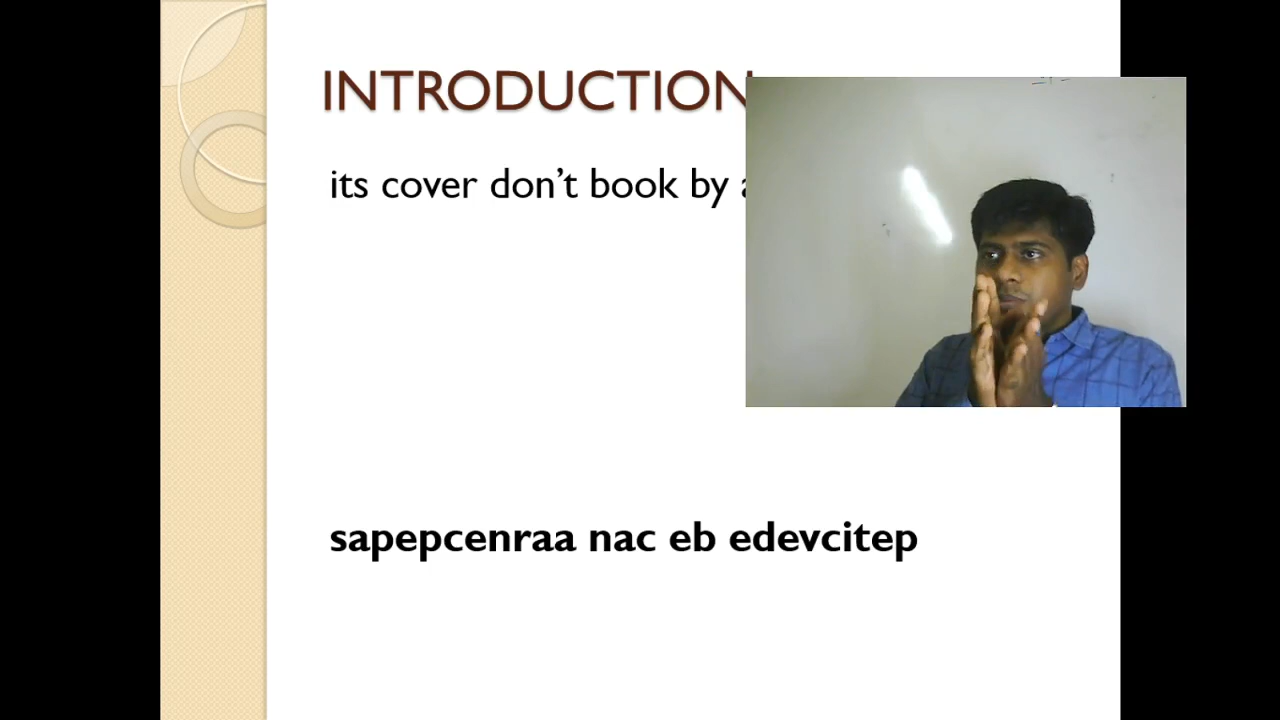 INTRODUCTION
its cover don’t book by
sapepcenraa nac eb edevcitep